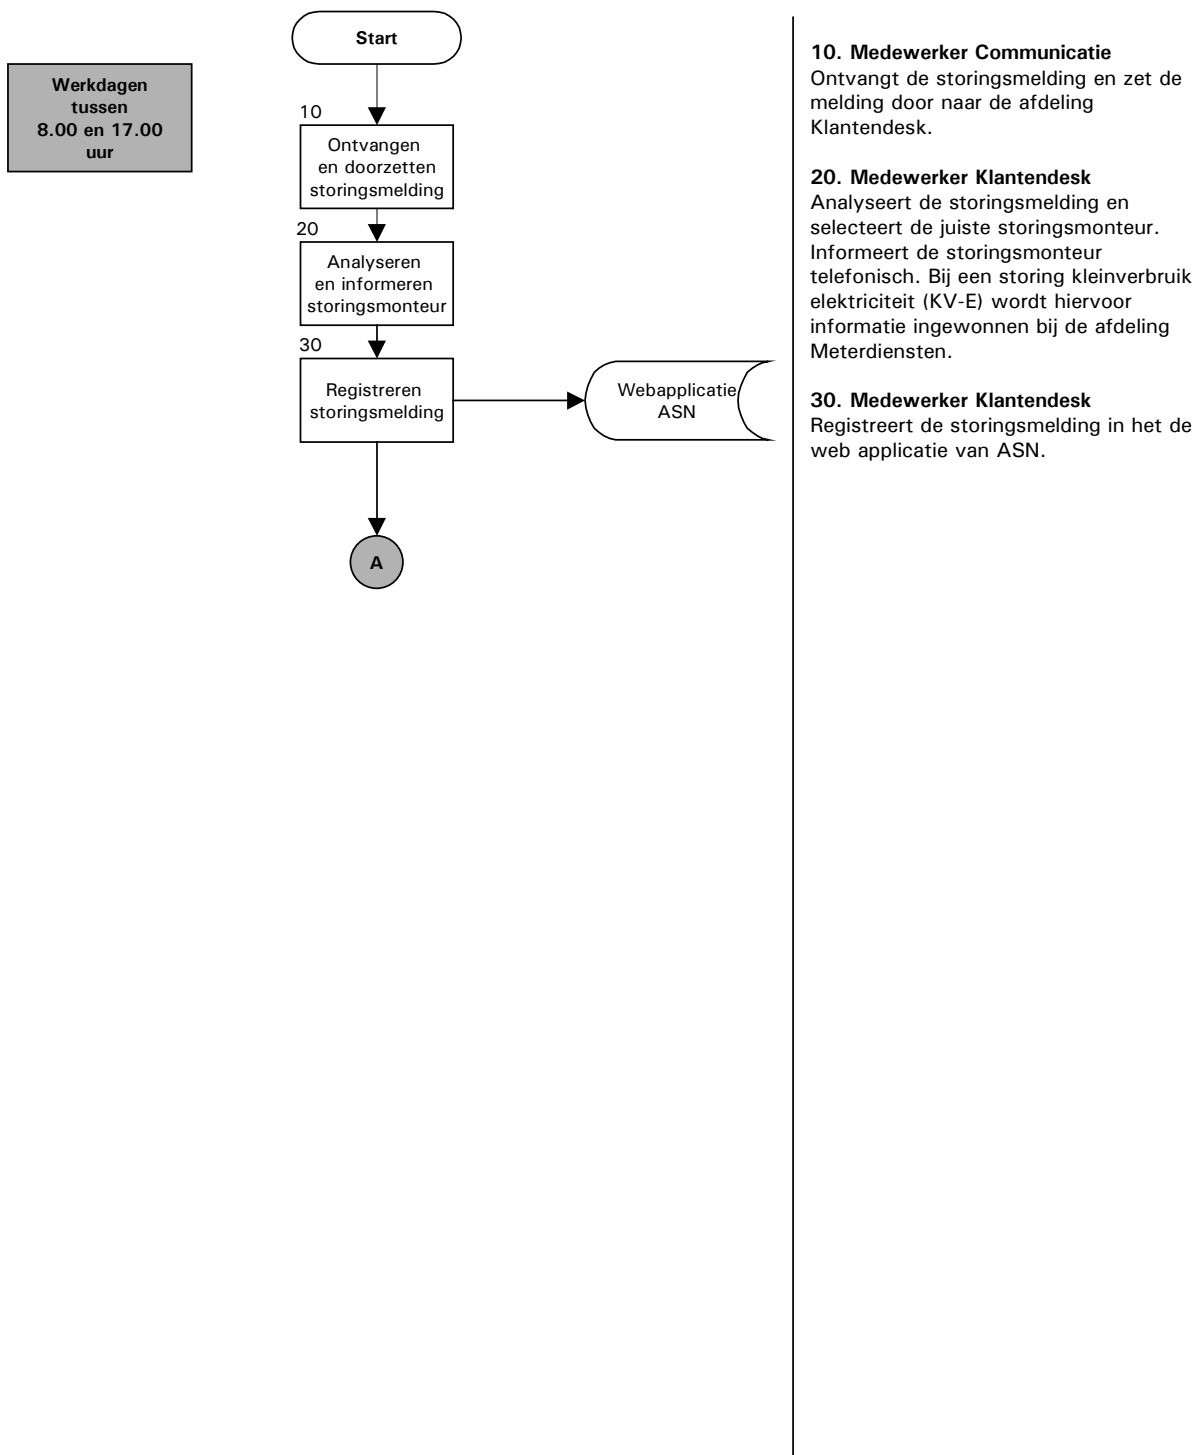 Start
Werkdagen
tussen
8.00 en 17.00
uur
10
Ontvangen
en doorzetten
storingsmelding
20
Analyseren
en informeren
storingsmonteur
30
Registreren
storingsmelding
Webapplicatie
ASN
A
10. Medewerker Communicatie
Ontvangt de storingsmelding en zet de
melding door naar de afdeling
Klantendesk.
20. Medewerker Klantendesk
Analyseert de storingsmelding en
selecteert de juiste storingsmonteur.
Informeert de storingsmonteur
telefonisch. Bij een storing kleinverbruik
elektriciteit (KV-E) wordt hiervoor
informatie ingewonnen bij de afdeling
Meterdiensten.
30. Medewerker Klantendesk
Registreert de storingsmelding in het de
web applicatie van ASN.